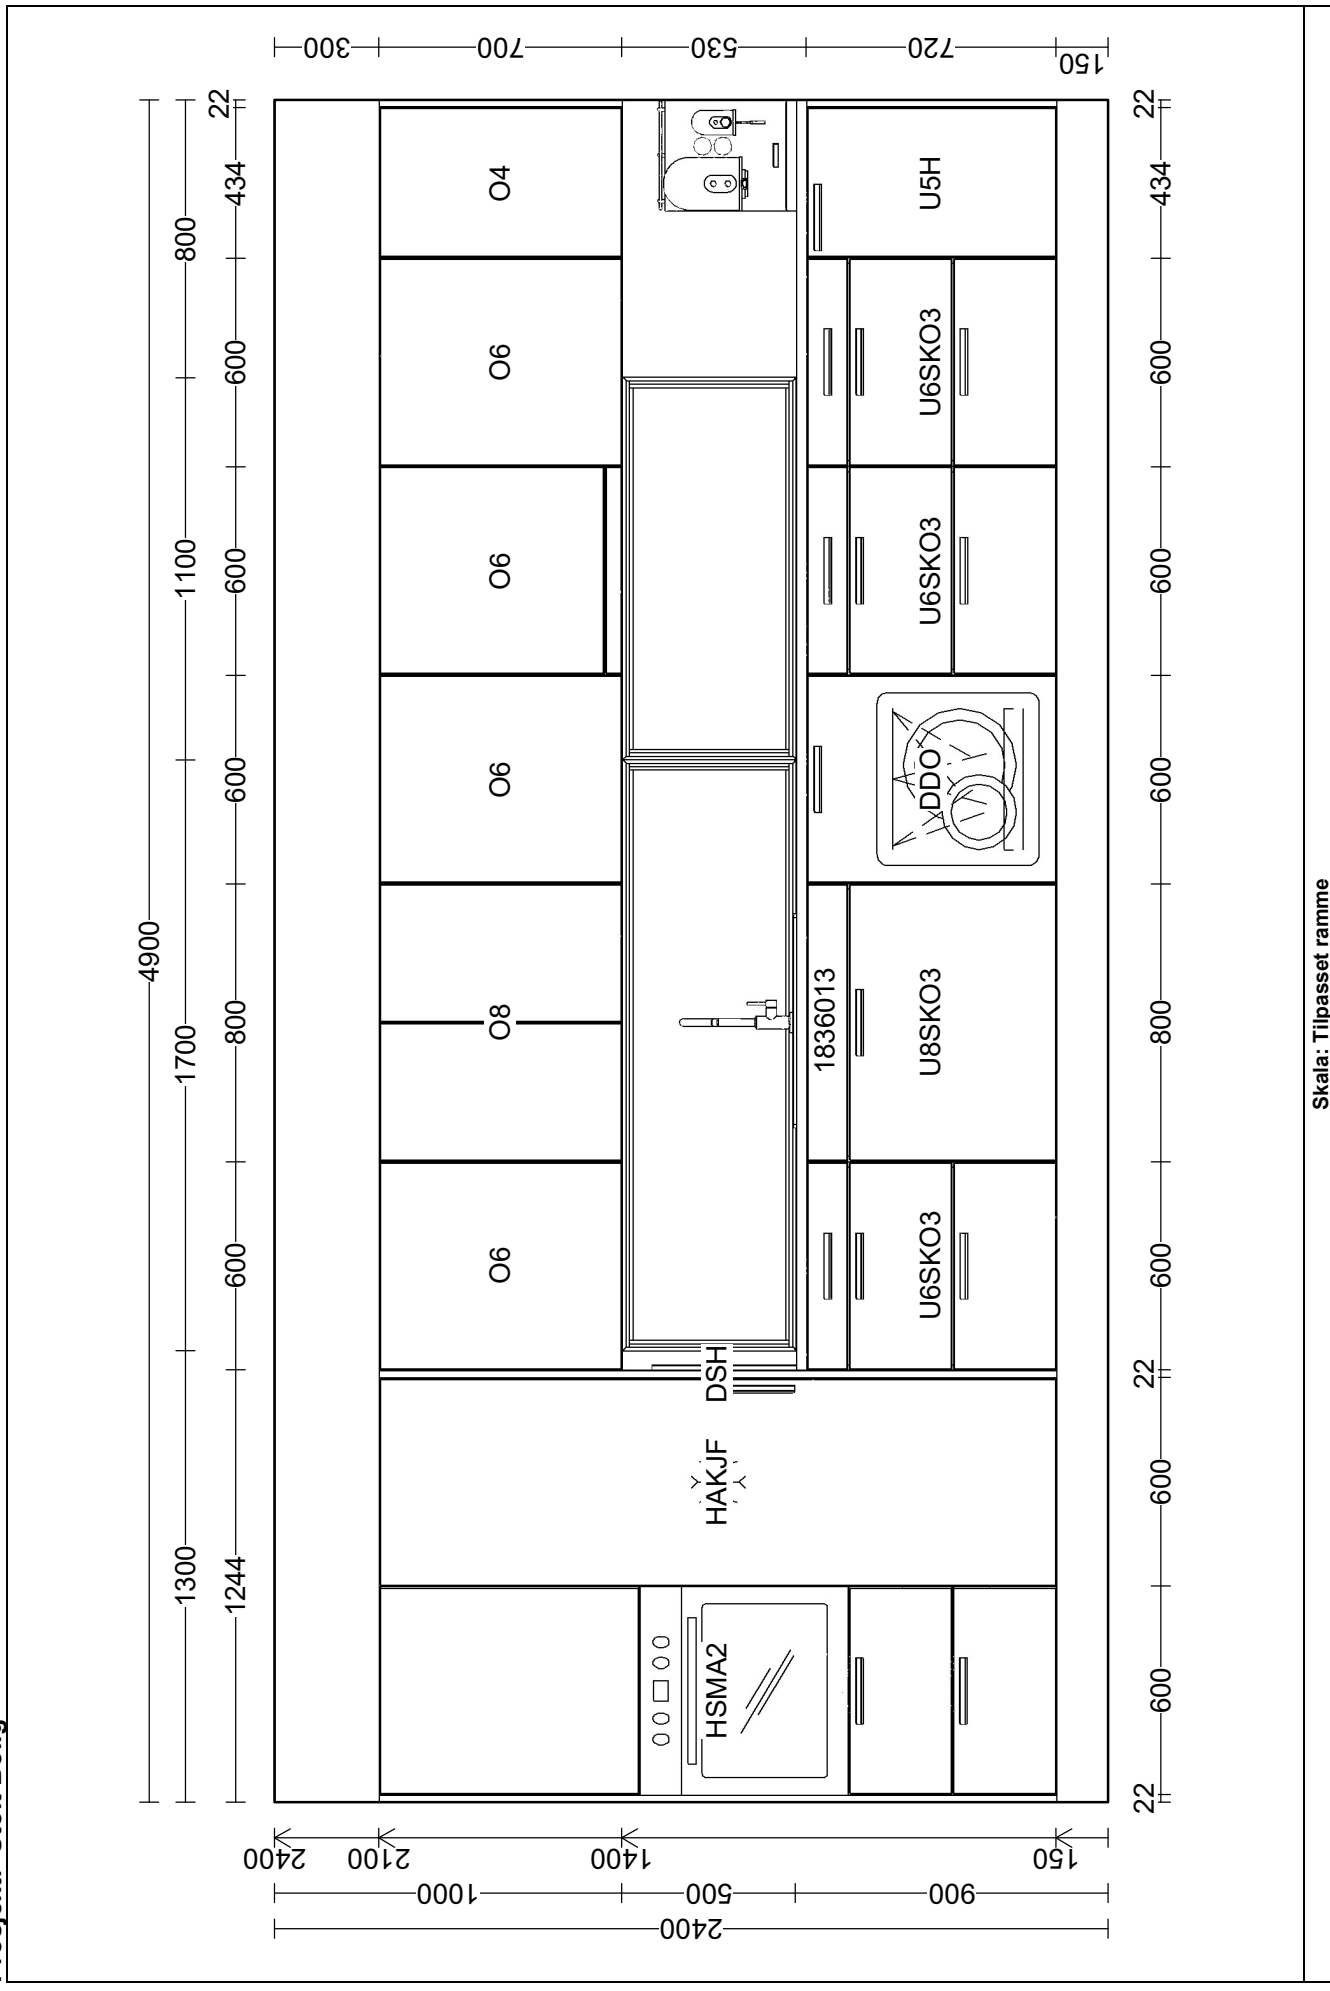 4900
1300 1700 1100 800
1244 600 800 600 600 600 434 22
2400
1000 500 900
2400 2100 1400 150
O6 O8 O6 O6 O6 O4
HSMA2 HAKJF DSH
1836013
U6SKO3 U8SKO3 DDO U6SKO3 U6SKO3 U5H
300 700 530 720 150
22 600 600 22 600 800 600 600 600 434 22
Skala: Tilpasset ramme